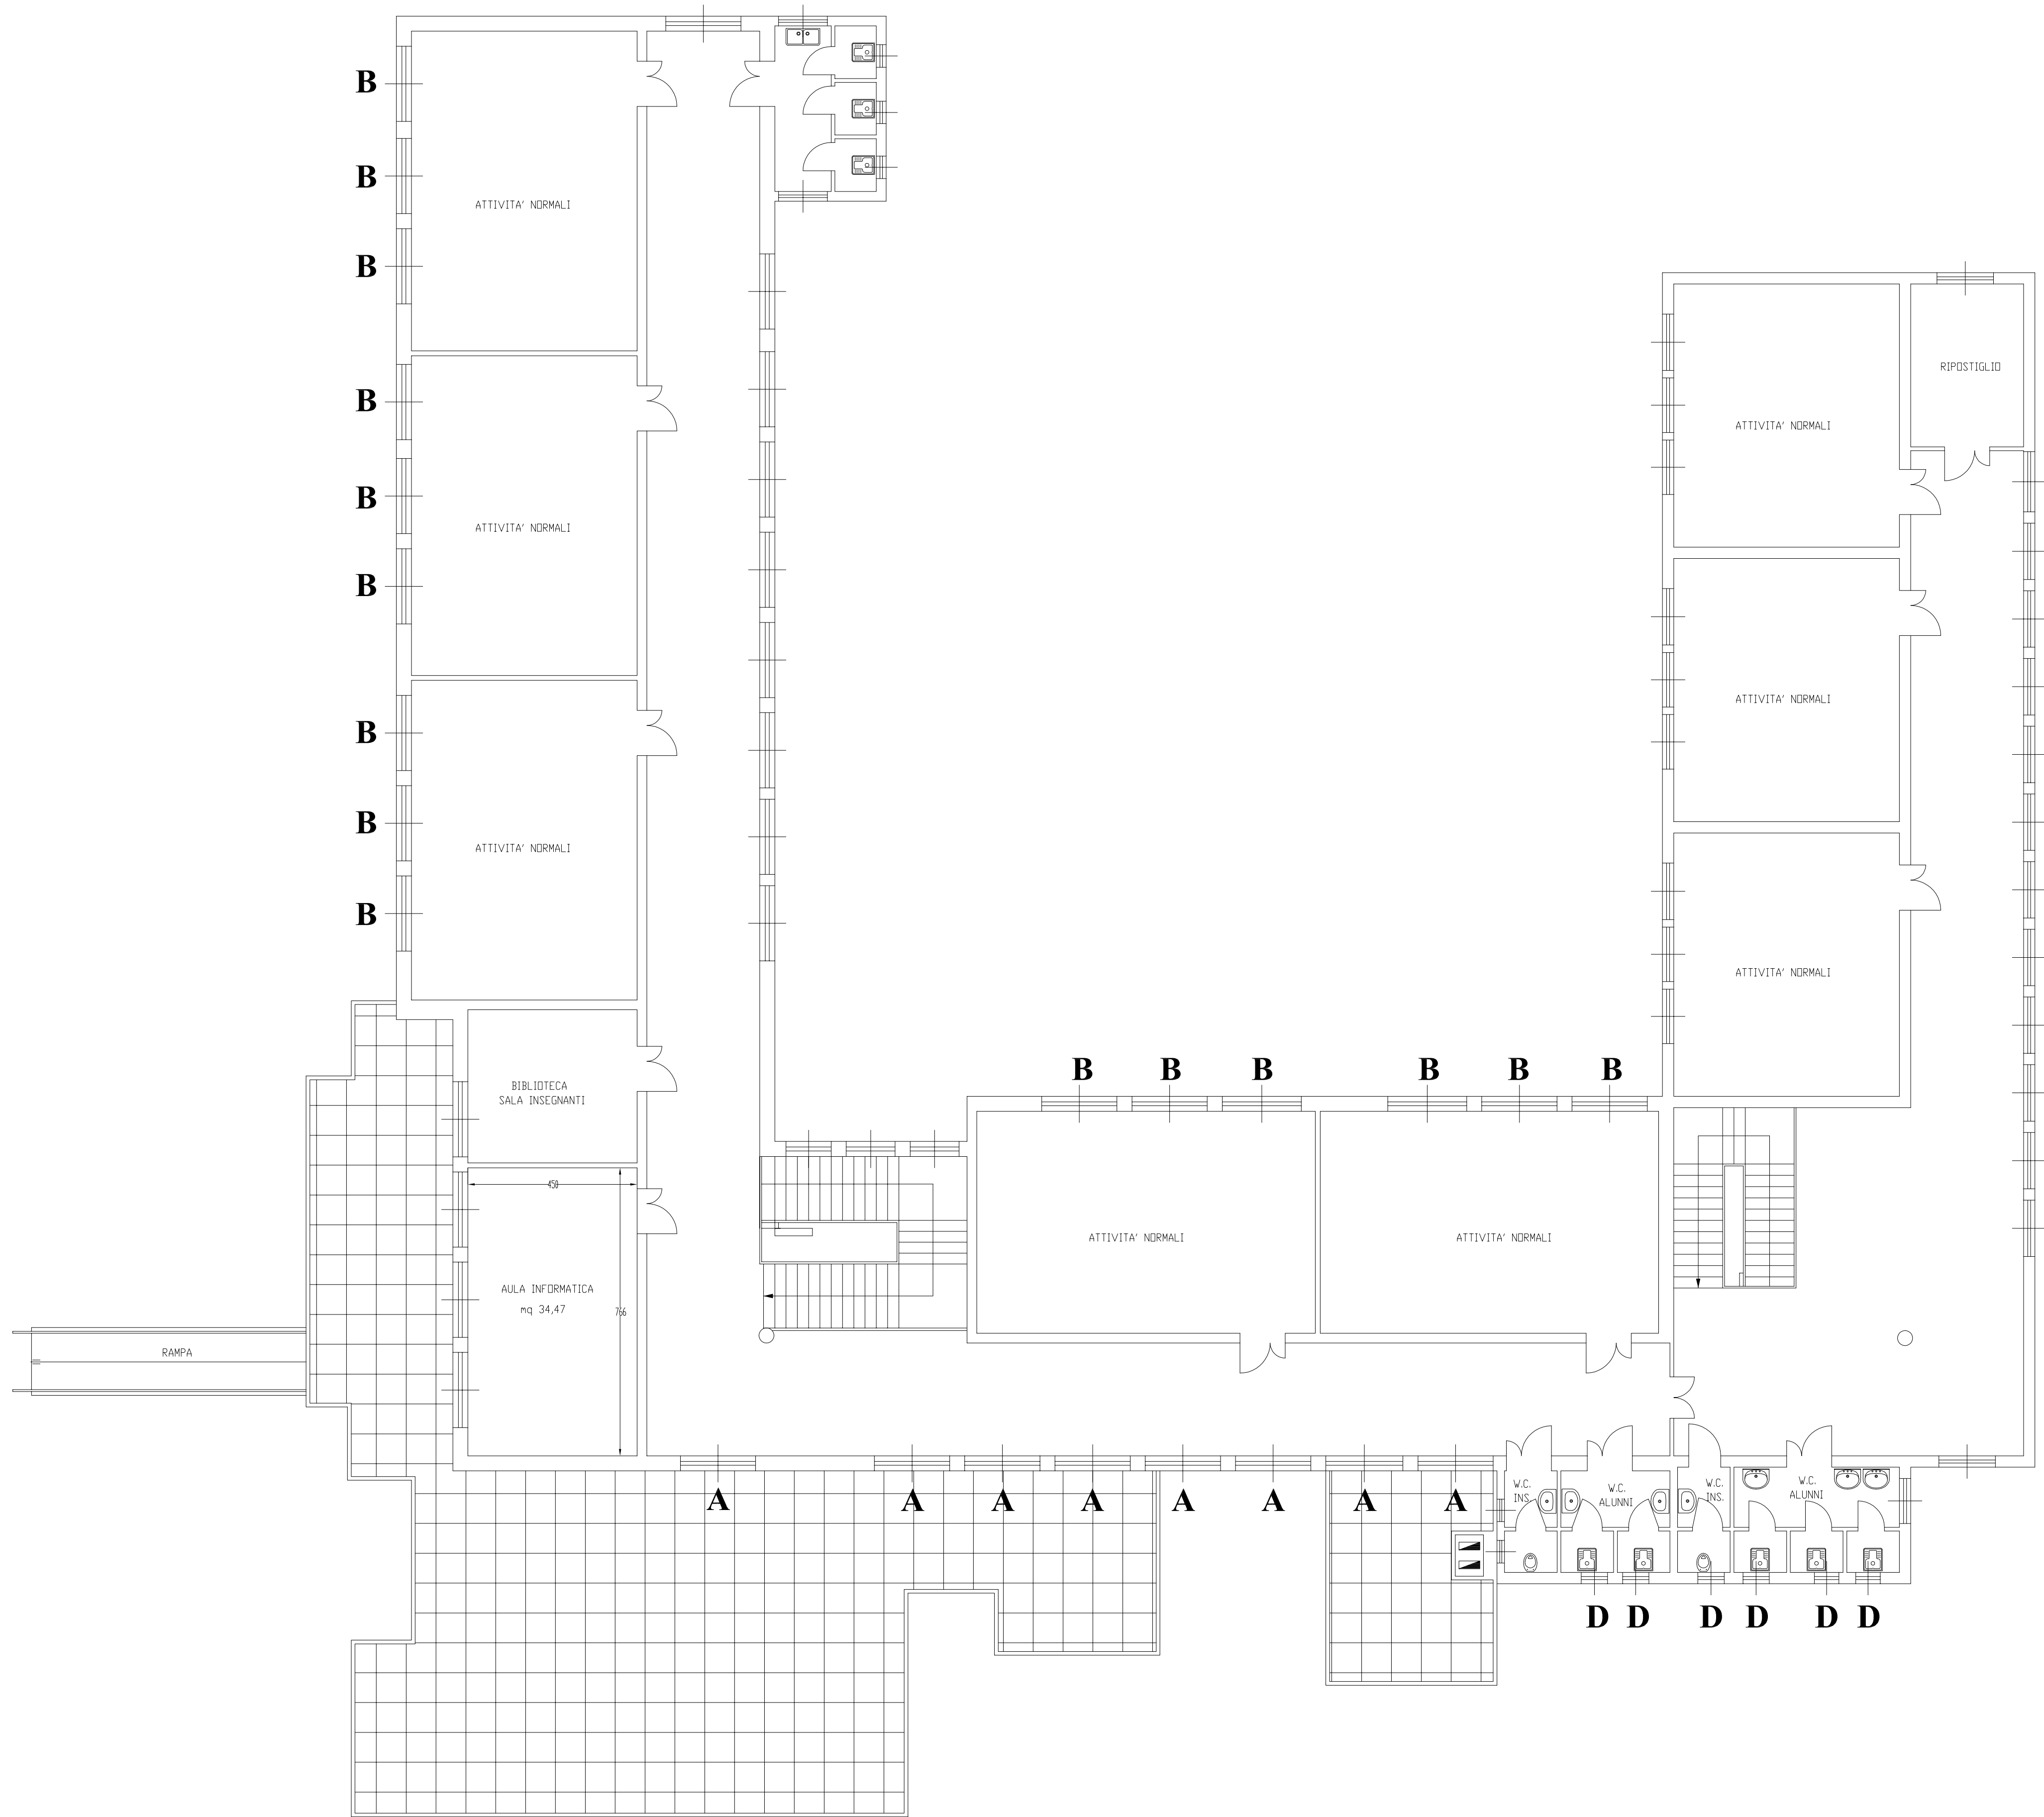 B
B
ATTIVITA' NORMALI
B
RIPOSTIGLIO
B
ATTIVITA' NORMALI
B
ATTIVITA' NORMALI
B
ATTIVITA' NORMALI
B
B
ATTIVITA' NORMALI
B
ATTIVITA' NORMALI
B B B B B B
BIBLIOTECA
SALA INSEGNANTI
450
ATTIVITA' NORMALI
ATTIVITA' NORMALI
AULA INFORMATICA
mq 34,47
766
RAMPA
W.C.
INS.
W.C.
ALUNNI
W.C.
INS.
W.C.
ALUNNI
A A A A A A A A
D D D D D D